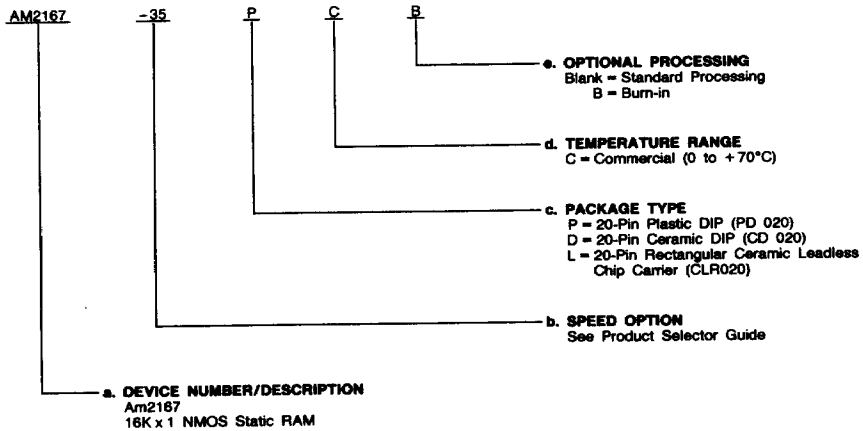 AM2167 -35 P C B
e. OPTIONAL PROCESSING
Blank = Standard Processing
B = Burn-in
d. TEMPERATURE RANGE
C = Commercial (0 to +70°C)
c. PACKAGE TYPE
P = 20-Pin Plastic DIP (PD 020)
D = 20-Pin Ceramic DIP (CD 020)
L = 20-Pin Rectangular Ceramic Leadless
Chip Carrier (CLR020)
b. SPEED OPTION
See Product Selector Guide
a. DEVICE NUMBER/DESCRIPTION
Am2167
16K x 1 NMOS Static RAM